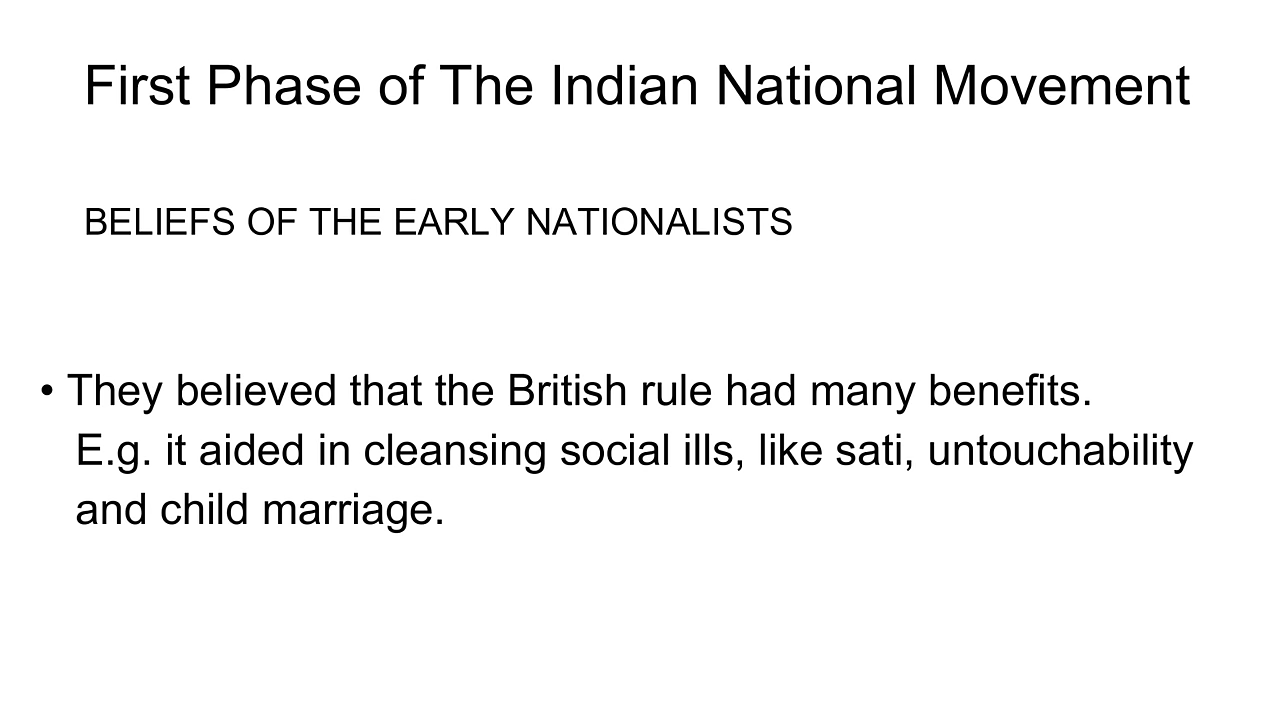 First Phase of The Indian National Movement
BELIEFS OF THE EARLY NATIONALISTS
• They believed that the British rule had many benefits.
E.g. it aided in cleansing social ills, like sati, untouchability
and child marriage.